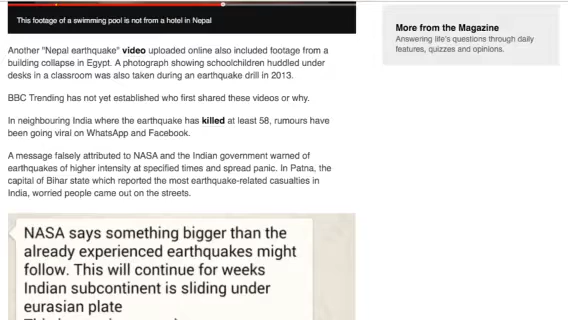 This footage of a swimming pool is not from a hotel in Nepal
Another "Nepal earthquake" video uploaded online also included footage from a
building collapse in Egypt. A photograph showing schoolchildren huddled under
desks in a classroom was also taken during an earthquake drill in 2013.
BBC Trending has not yet established who first shared these videos or why.
In neighbouring India where the earthquake has killed at least 58, rumours have
been going viral on WhatsApp and Facebook.
A message falsely attributed to NASA and the Indian government warned of
earthquakes of higher intensity at specified times and spread panic. In Patna, the
capital of Bihar state which reported the most earthquake-related casualties in
India, worried people came out on the streets.
NASA says something bigger than the
already experienced earthquakes might
follow. This will continue for weeks
Indian subcontinent is sliding under
eurasian plate
More from the Magazine
Answering life's questions through daily
features, quizzes and opinions.